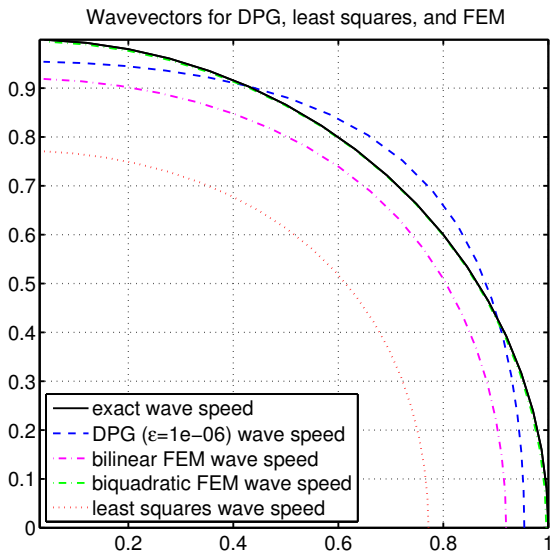 Wavevectors for DPG, least squares, and FEM
0.9
0.8
0.7
0.6
0.5
0.4
0.3
0.2
0.1
0
exact wave speed
DPG (ε=1e−06) wave speed
bilinear FEM wave speed
biquadratic FEM wave speed
least squares wave speed
0.2 0.4 0.6 0.8 1